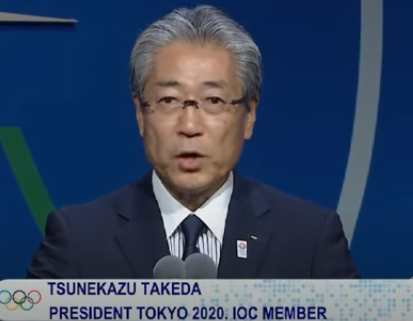 TSUNEKAZU TAKEDA
PRESIDENT TOKYO 2020. IOC MEMBER